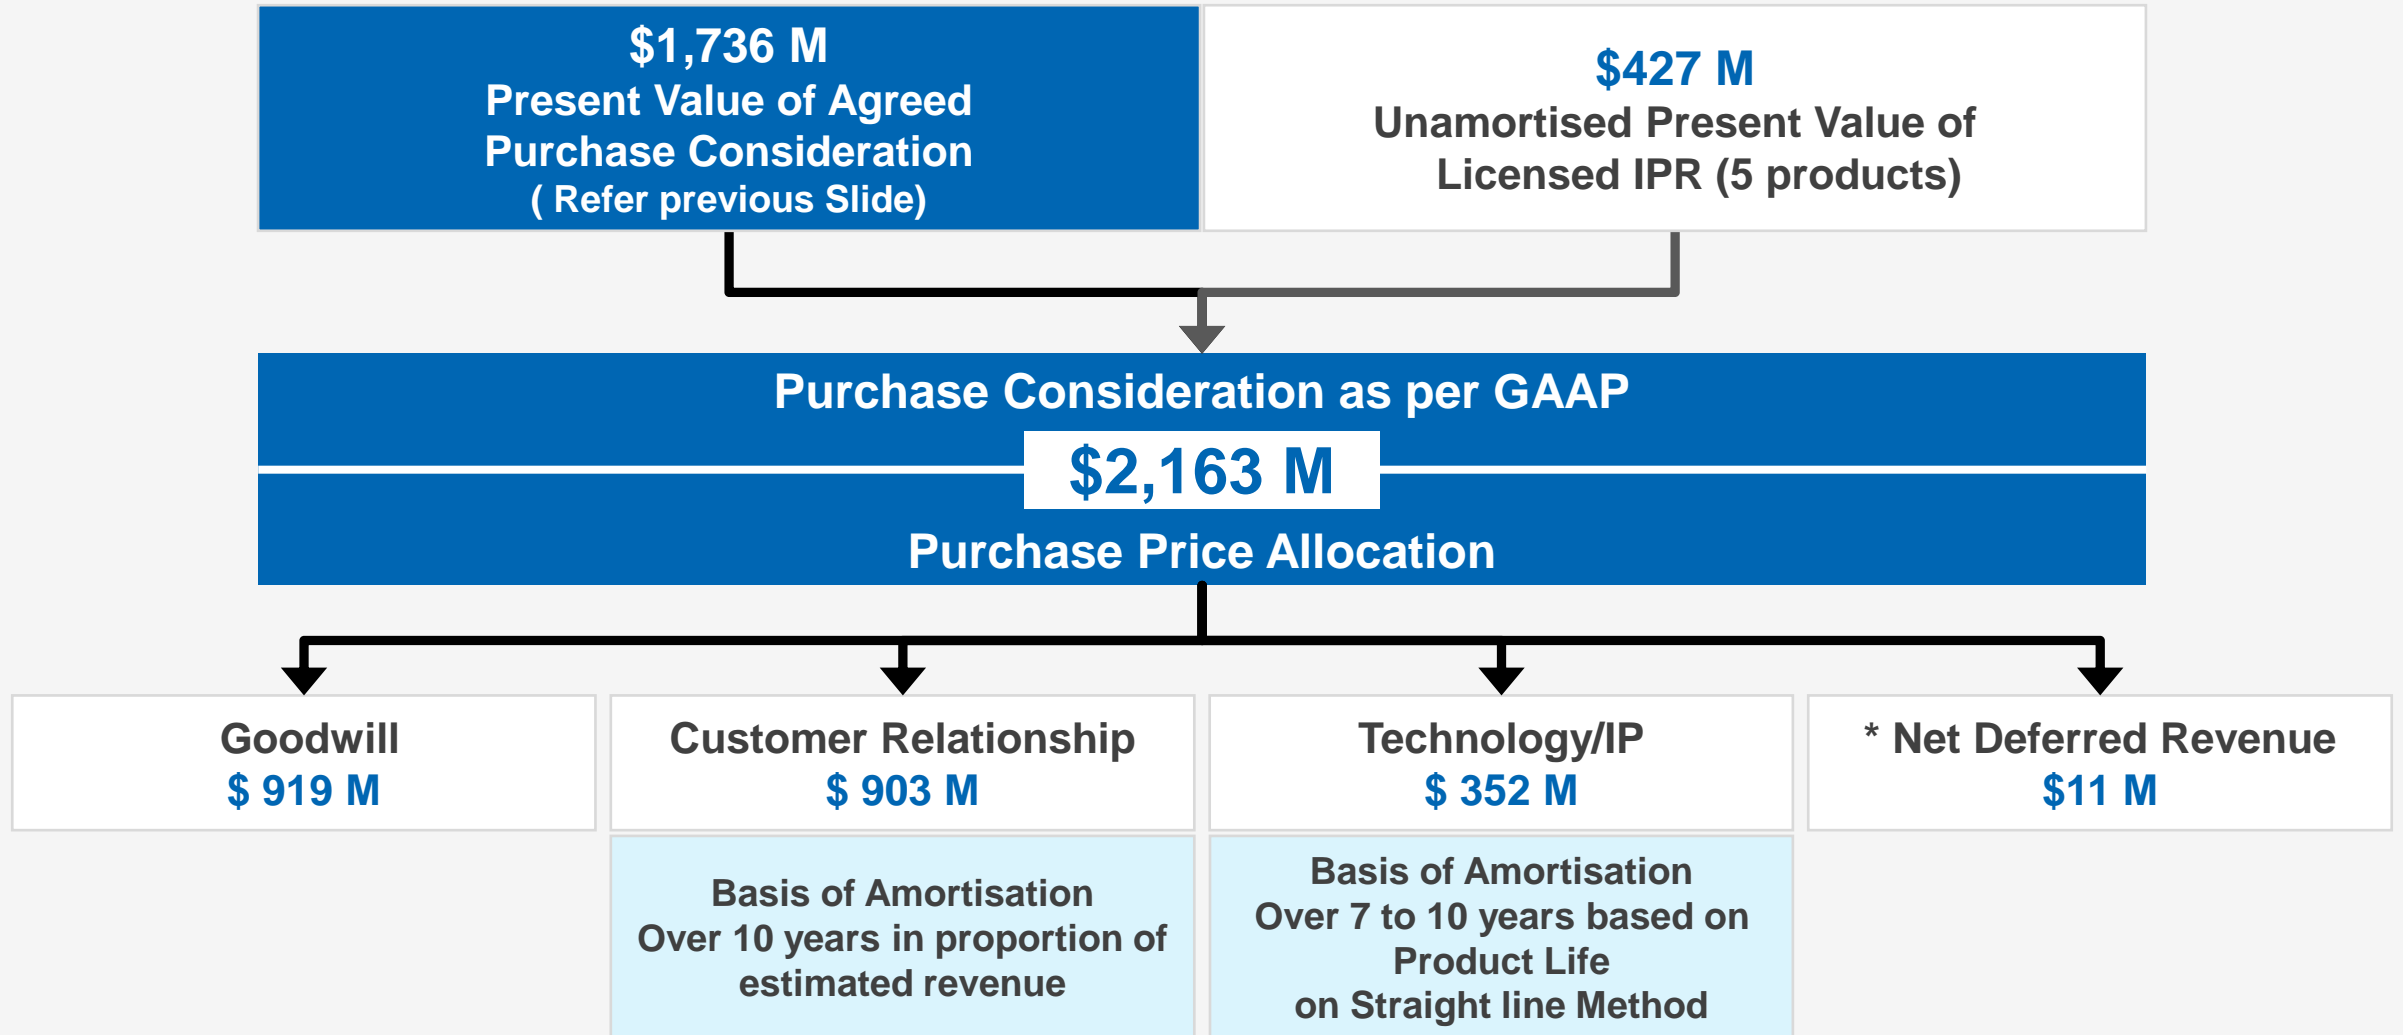 $1,736 M
Present Value of Agreed
Purchase Consideration
( Refer previous Slide)
$427 M
Unamortised Present Value of
Licensed IPR (5 products)
Purchase Consideration as per GAAP
$2,163 M
Purchase Price Allocation
Goodwill
$ 919 M
Customer Relationship
$ 903 M
Basis of Amortisation
Over 10 years in proportion of
estimated revenue
Technology/IP
$ 352 M
Basis of Amortisation
Over 7 to 10 years based on
Product Life
on Straight line Method
* Net Deferred Revenue
$11 M